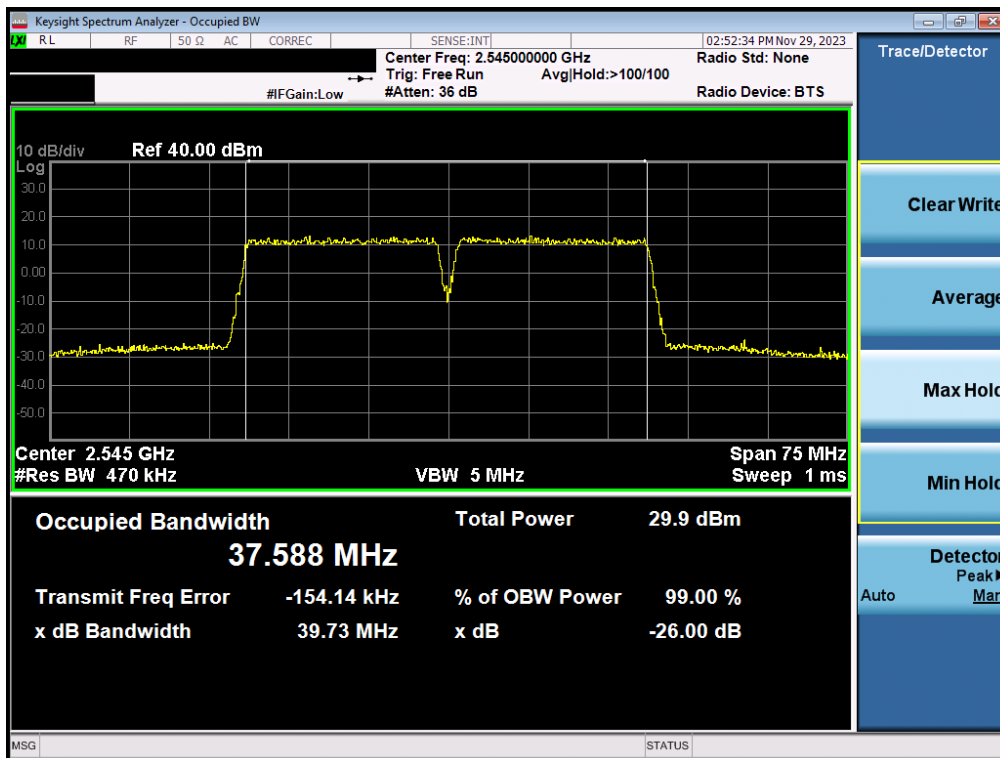 Keysight Spectrum Analyzer - Occupied BW
LXI RL RF 50 Ω AC CORREC SENSE:INT 02:52:34 PM Nov 29, 2023
Center Freq: 2.545000000 GHz Radio Std: None
Trig: Free Run Avg|Hold:>100/100
#IFGain:Low #Atten: 36 dB Radio Device: BTS
10 dB/div Ref 40.00 dBm
Log
30.0
20.0
10.0
0.00
-10.0
-20.0
-30.0
-40.0
-50.0
Center 2.545 GHz Span 75 MHz
#Res BW 470 kHz VBW 5 MHz Sweep 1 ms
Occupied Bandwidth Total Power 29.9 dBm
37.588 MHz
Transmit Freq Error -154.14 kHz % of OBW Power 99.00 %
x dB Bandwidth 39.73 MHz x dB -26.00 dB
MSG STATUS
Trace/Detector
Clear Write
Average
Max Hold
Min Hold
Detector
Peak
Auto Man